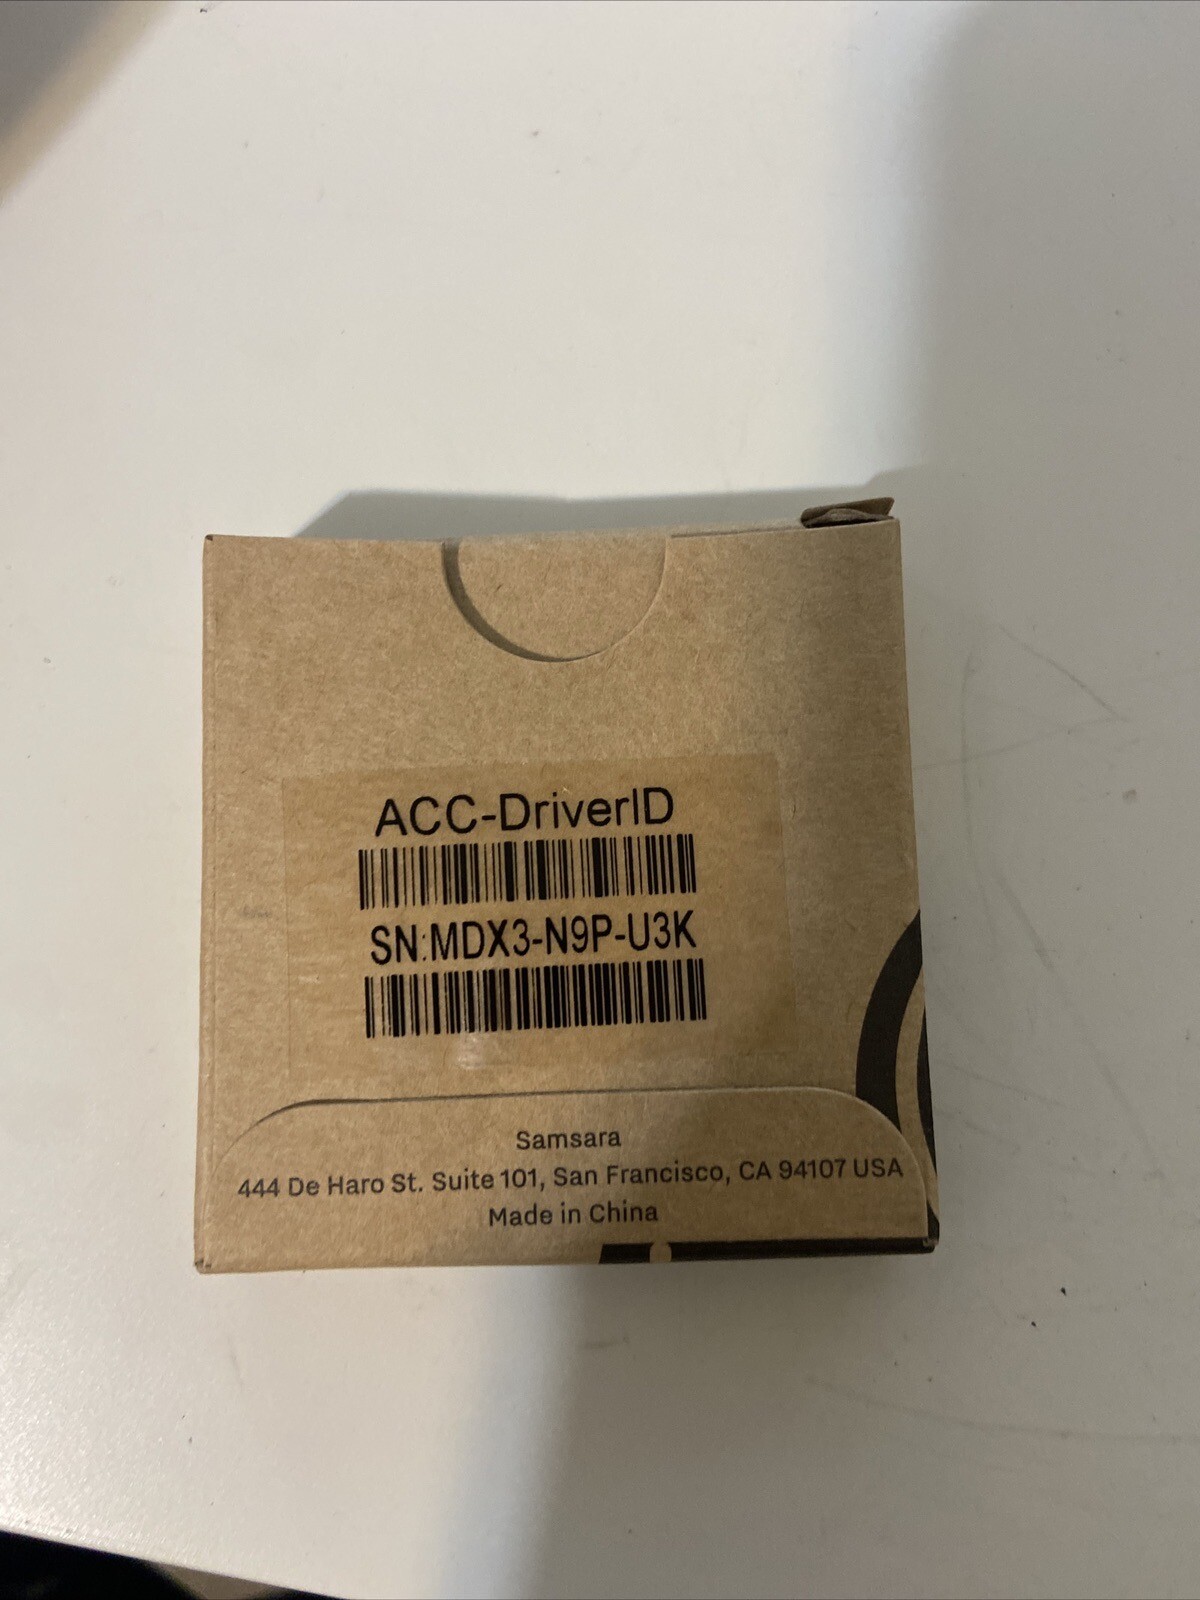 ACC-DriverID
SN:MDX3-N9P-U3K
Samsara
444 De Haro St. Suite 101, San Francisco, CA 94107 USA
Made in China